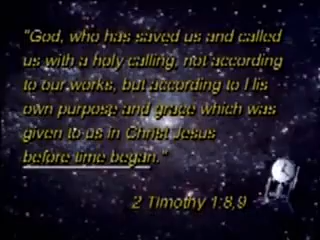 "God, who has saved us and called
us with a holy calling, not according
to our works, but according to His
own purpose and grace which was
given to us in Christ Jesus
before time began."
2 Timothy 1:8,9